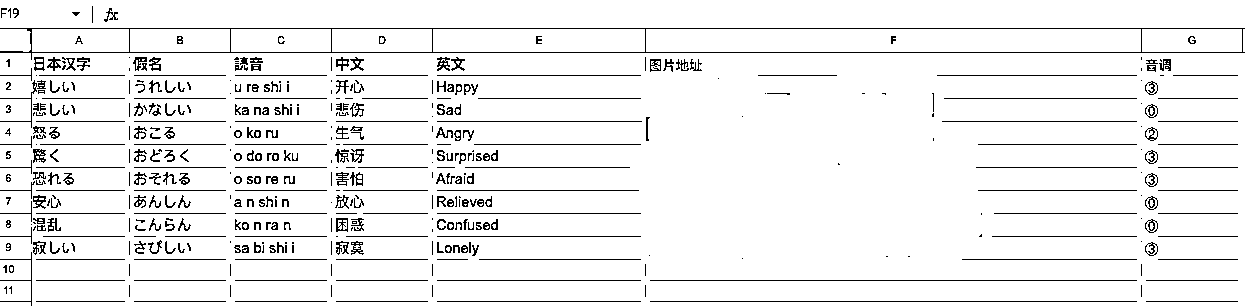 F19 fx
A B C D E F G
1 日本汉字 假名 読音 中文 英文 图片地址 音调
2 嬉しい うれしい u re shi i 开心 Happy ③
3 悲しい かなしい ka na shi i 悲伤 Sad ⓪
4 怒る おこる o ko ru 生气 Angry ②
5 驚く おどろく o do ro ku 惊讶 Surprised ③
6 恐れる おそれる o so re ru 害怕 Afraid ③
7 安心 あんしん a n shi n 放心 Relieved ⓪
8 混乱 こんらん ko n ra n 困惑 Confused ⓪
9 寂しい さびしい sa bi shi i 寂寞 Lonely ③
10
11